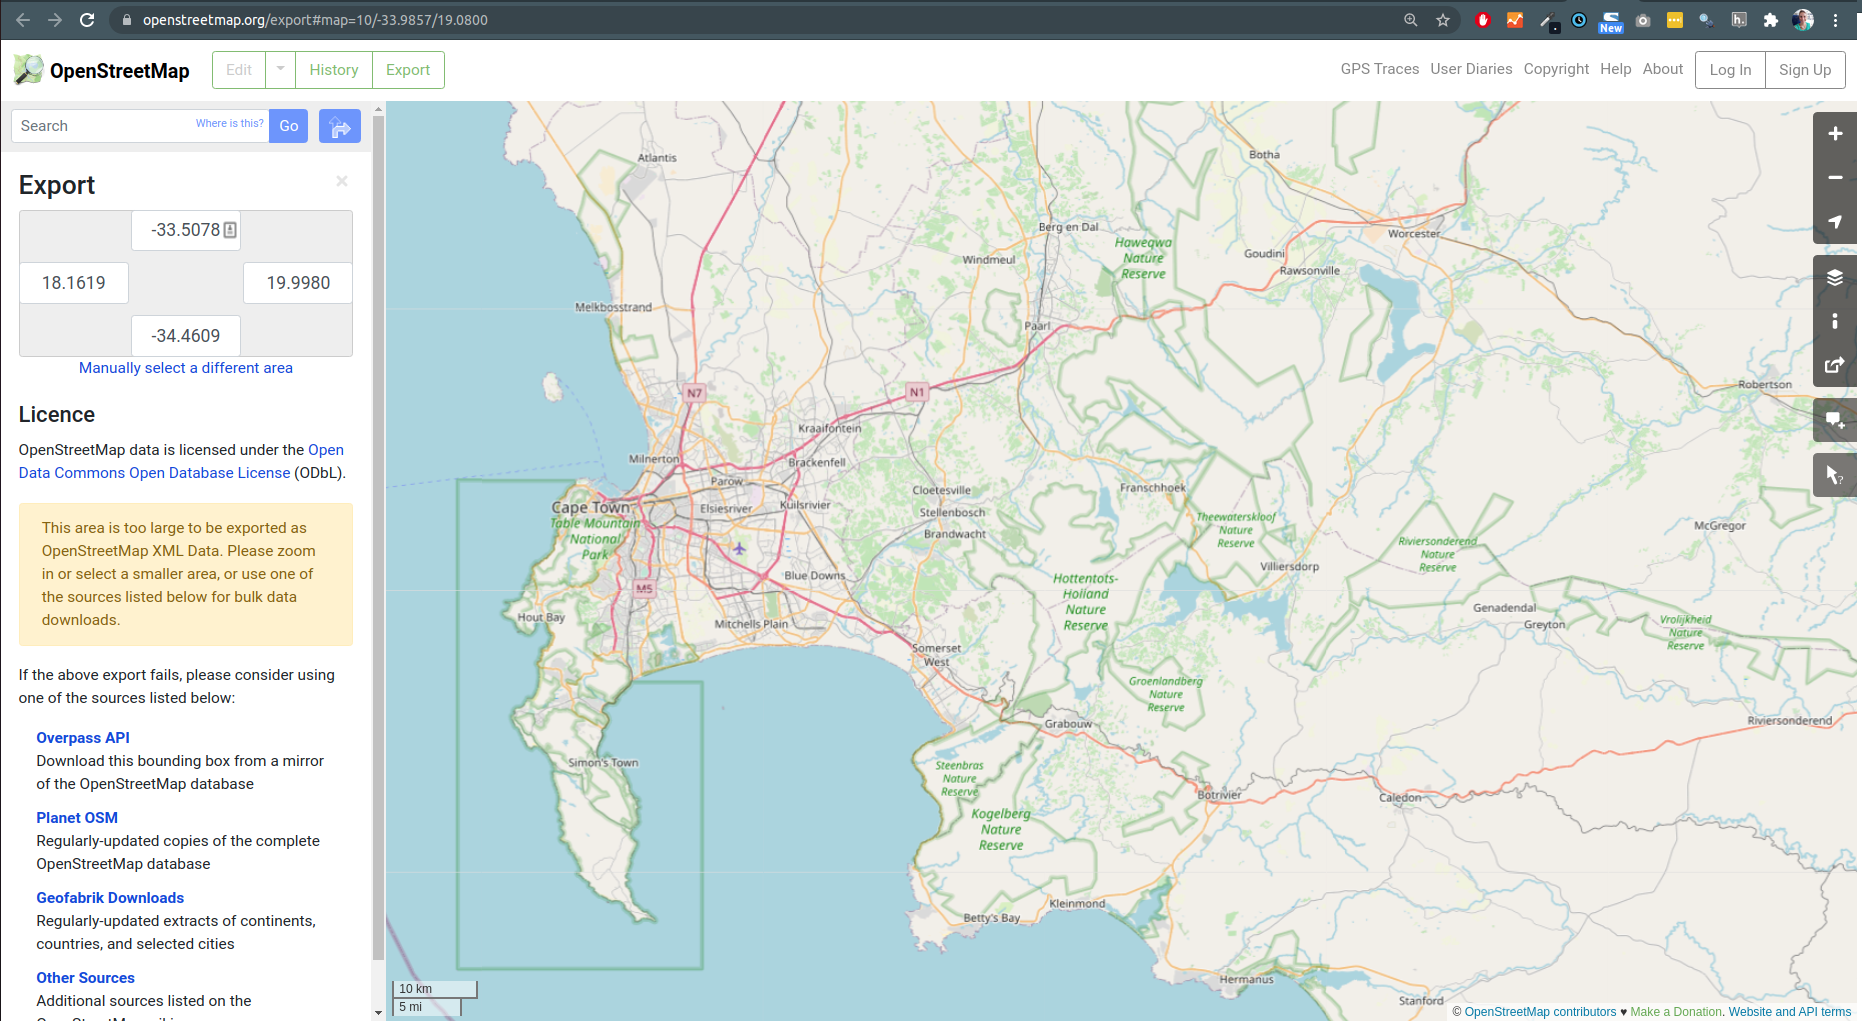 openstreetmap.org/export#map=10/-33.9857/19.0800
New
OpenStreetMap
Edit
History
Export
GPS Traces
User Diaries
Copyright
Help
About
Log In
Sign Up
Search
Where is this?
Go
Export
×
-33.5078
18.1619
19.9980
-34.4609
Manually select a different area
Licence
OpenStreetMap data is licensed under the Open
Data Commons Open Database License (ODbL).
This area is too large to be exported as
OpenStreetMap XML Data. Please zoom
in or select a smaller area, or use one of
the sources listed below for bulk data
downloads.
If the above export fails, please consider using
one of the sources listed below:
Overpass API
Download this bounding box from a mirror
of the OpenStreetMap database
Planet OSM
Regularly-updated copies of the complete
OpenStreetMap database
Geofabrik Downloads
Regularly-updated extracts of continents,
countries, and selected cities
Other Sources
Additional sources listed on the
Atlantis
Botha
Berg en Dal
Worcester
Hawequa
Nature
Reserve
Goudini
Windmeul
Rawsonville
Melkbosstrand
Paarl
N7
N1
Robertson
Kraaifontein
Milnerton
Brackenfell
Parow
Cloetesville
Franschhoek
Cape Town
Elsiesrivier
Kuilsrivier
Stellenbosch
Table Mountain
National
Park
Theewaterskloof
Nature
Reserve
McGregor
Brandwacht
Riviersonderend
Nature
Reserve
Villiersdorp
Blue Downs
M5
Hottentots-
Holland
Nature
Reserve
Genadendal
Hout Bay
Mitchells Plain
Greyton
Vrolijkheid
Nature
Reserve
Somerset
West
Groenlandberg
Nature
Reserve
Grabouw
Riviersonderend
Simon's Town
Steenbras
Nature
Reserve
Botrivier
Caledon
Kogelberg
Nature
Reserve
Kleinmond
Betty's Bay
Hermanus
Stanford
10 km
5 mi
© OpenStreetMap contributors ♥ Make a Donation. Website and API terms